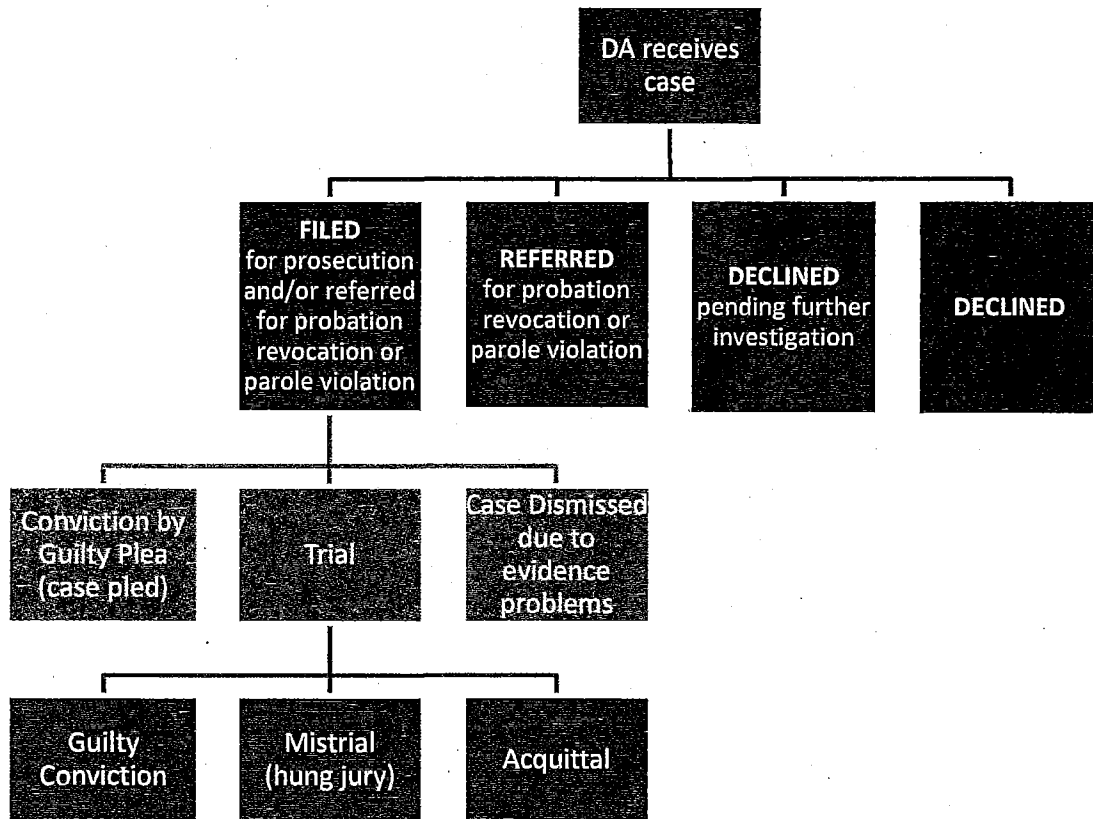 DA receives
case
FILED
for prosecution
and/or referred
for probation
revocation or
parole violation
REFERRED
for probation
revocation or
parole violation
DECLINED
pending further
investigation
DECLINED
Conviction by
Guilty Plea
(case pled)
Trial
Case Dismissed
due to
evidence
problems
Guilty
Conviction
Mistrial
(hung jury)
Acquittal